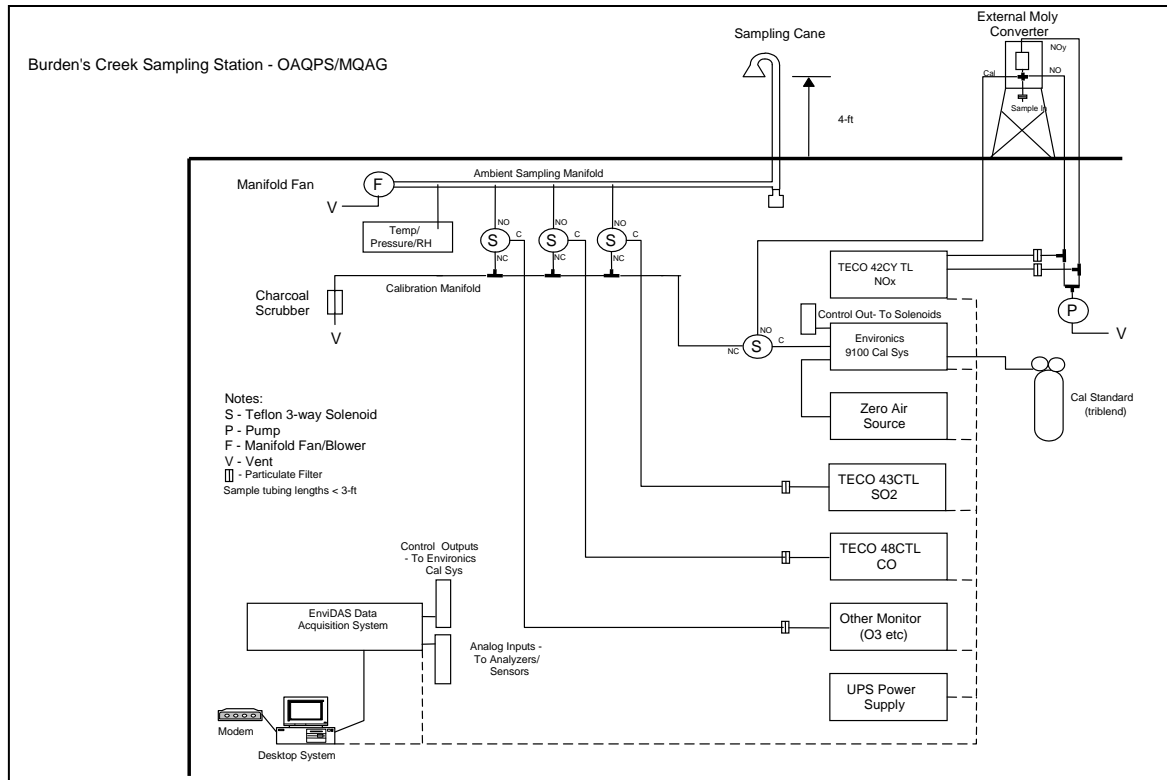 External Moly
Converter
Sampling Cane
NOy
Burden's Creek Sampling Station - OAQPS/MQAG
Cal
NO
Sample In
4-ft
Manifold Fan
F
Ambient Sampling Manifold
V
Temp/
Pressure/RH
NO
NO
NO
S
C
S
C
S
C
NC
NC
NC
Calibration Manifold
Charcoal
Scrubber
V
TECO 42CY TL
NOx
P
V
Control Out- To Solenoids
NO
S
C
NC
Environics
9100 Cal Sys
Cal Standard
(triblend)
Zero Air
Source
Notes:
S - Teflon 3-way Solenoid
P - Pump
F - Manifold Fan/Blower
V - Vent
- Particulate Filter
Sample tubing lengths < 3-ft
TECO 43CTL
SO2
Control Outputs
- To Environics
Cal Sys
TECO 48CTL
CO
EnviDAS Data
Acquisition System
Other Monitor
(O3 etc)
Analog Inputs -
To Analyzers/
Sensors
UPS Power
Supply
Modem
Desktop System